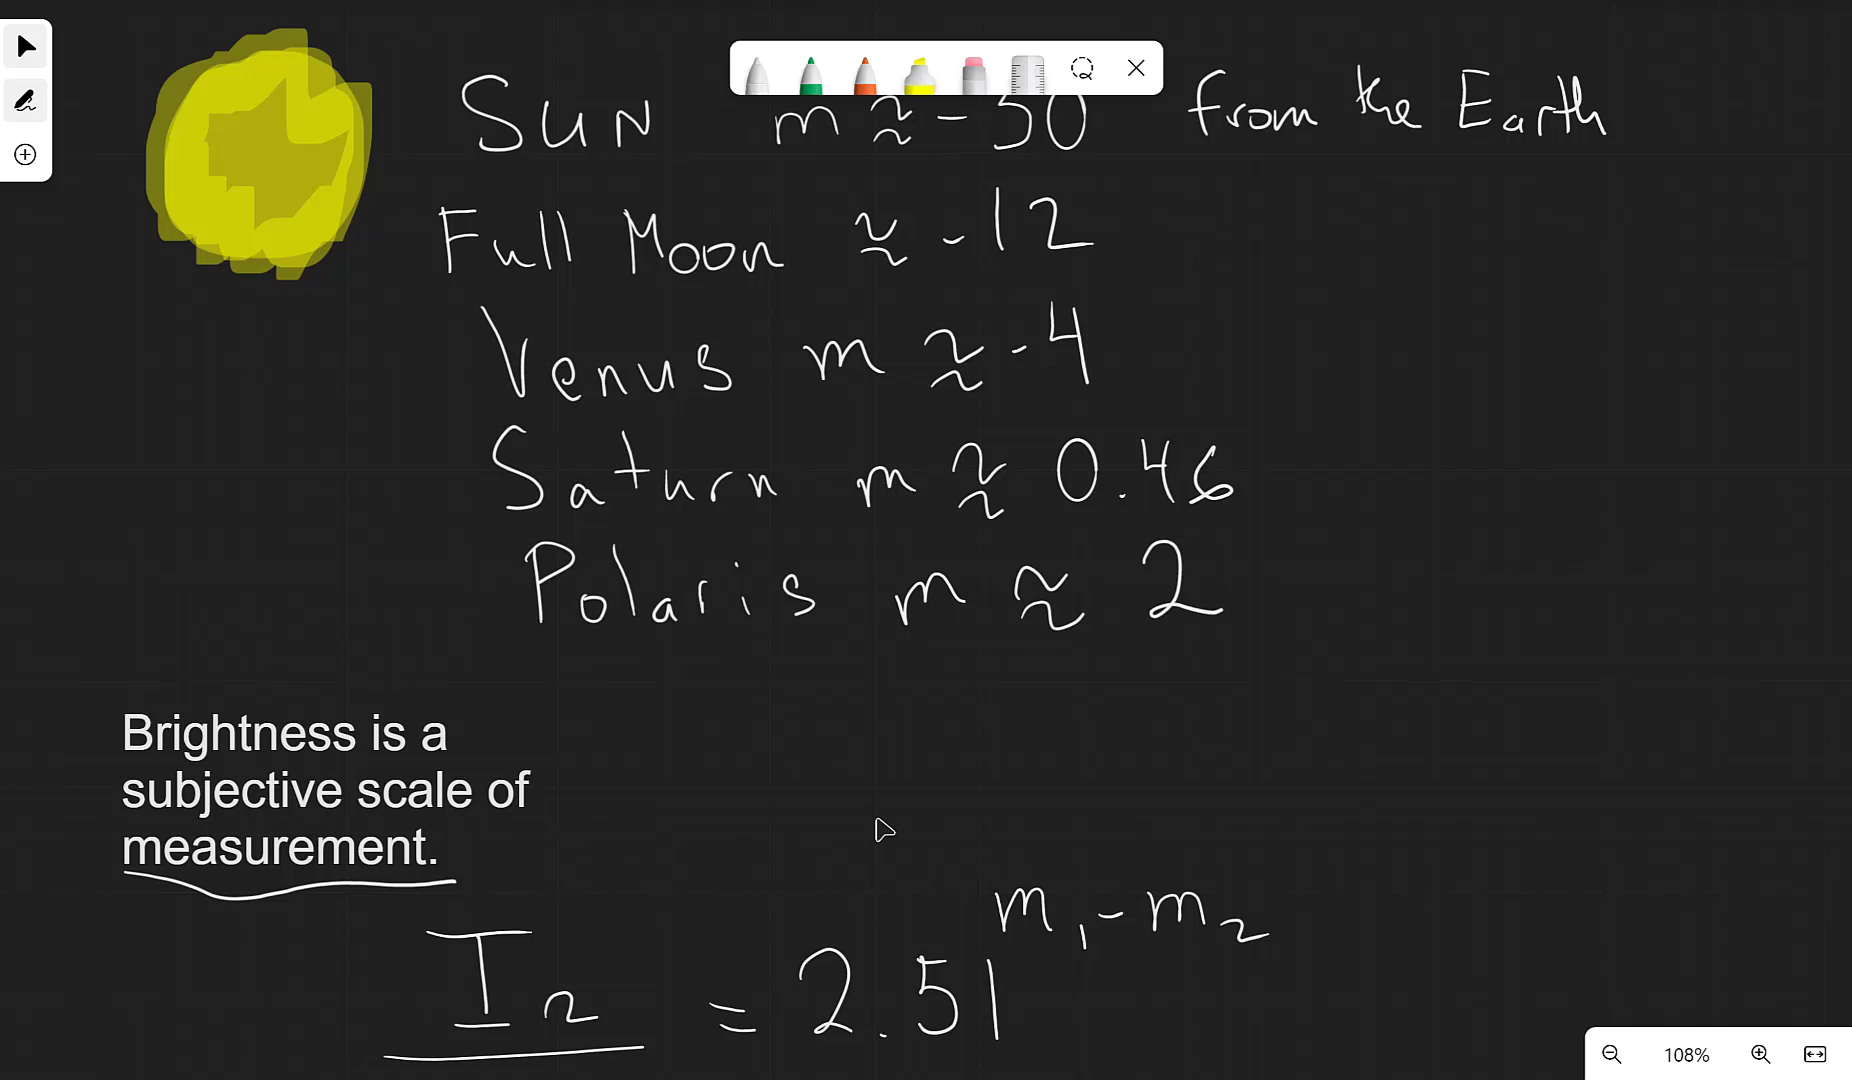 SUN m ≈ -30 from the Earth
Full Moon ≈ -12
Venus m ≈ -4
Saturn m ≈ 0.46
Polaris m ≈ 2
Brightness is a
subjective scale of
measurement.
m₁ - m₂
I₂ = 2.51
108%